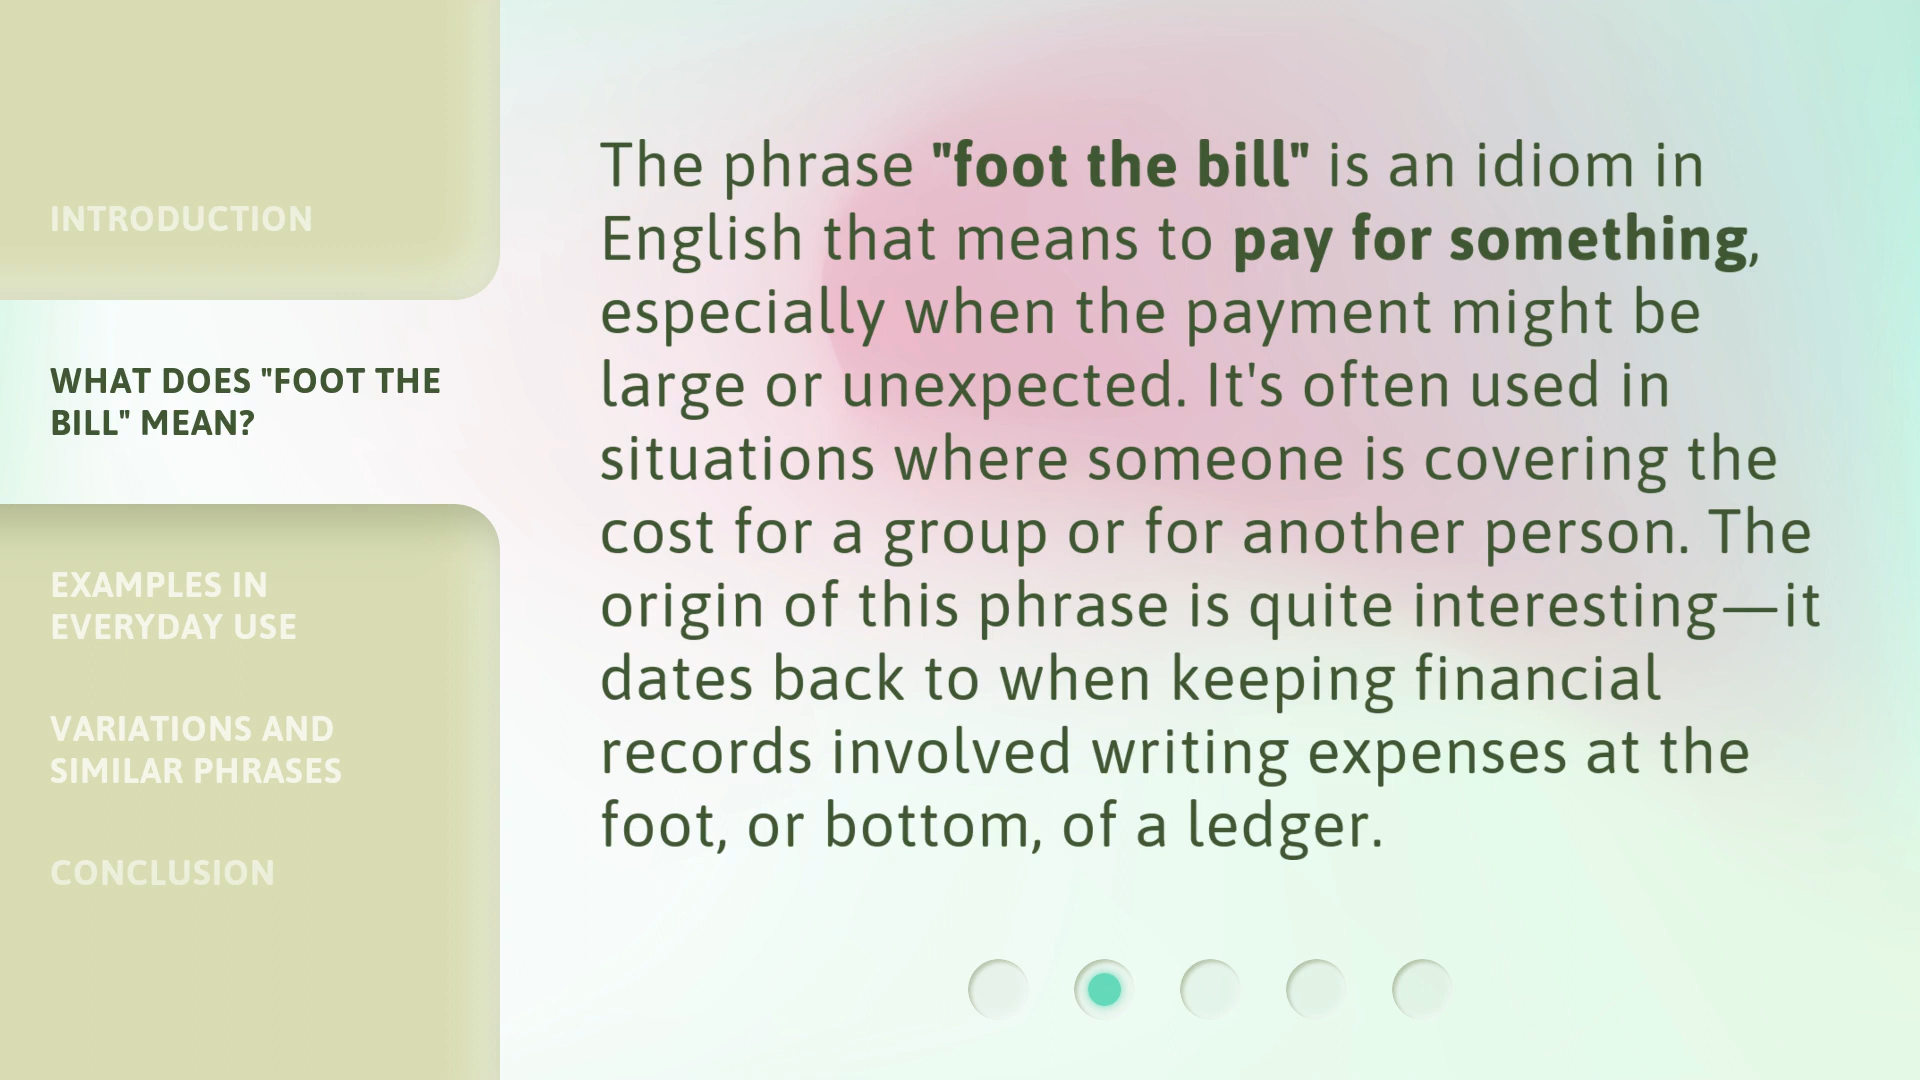 INTRODUCTION
WHAT DOES "FOOT THE
BILL" MEAN?
EXAMPLES IN
EVERYDAY USE
VARIATIONS AND
SIMILAR PHRASES
CONCLUSION
The phrase "foot the bill" is an idiom in
English that means to pay for something,
especially when the payment might be
large or unexpected. It's often used in
situations where someone is covering the
cost for a group or for another person. The
origin of this phrase is quite interesting—it
dates back to when keeping financial
records involved writing expenses at the
foot, or bottom, of a ledger.